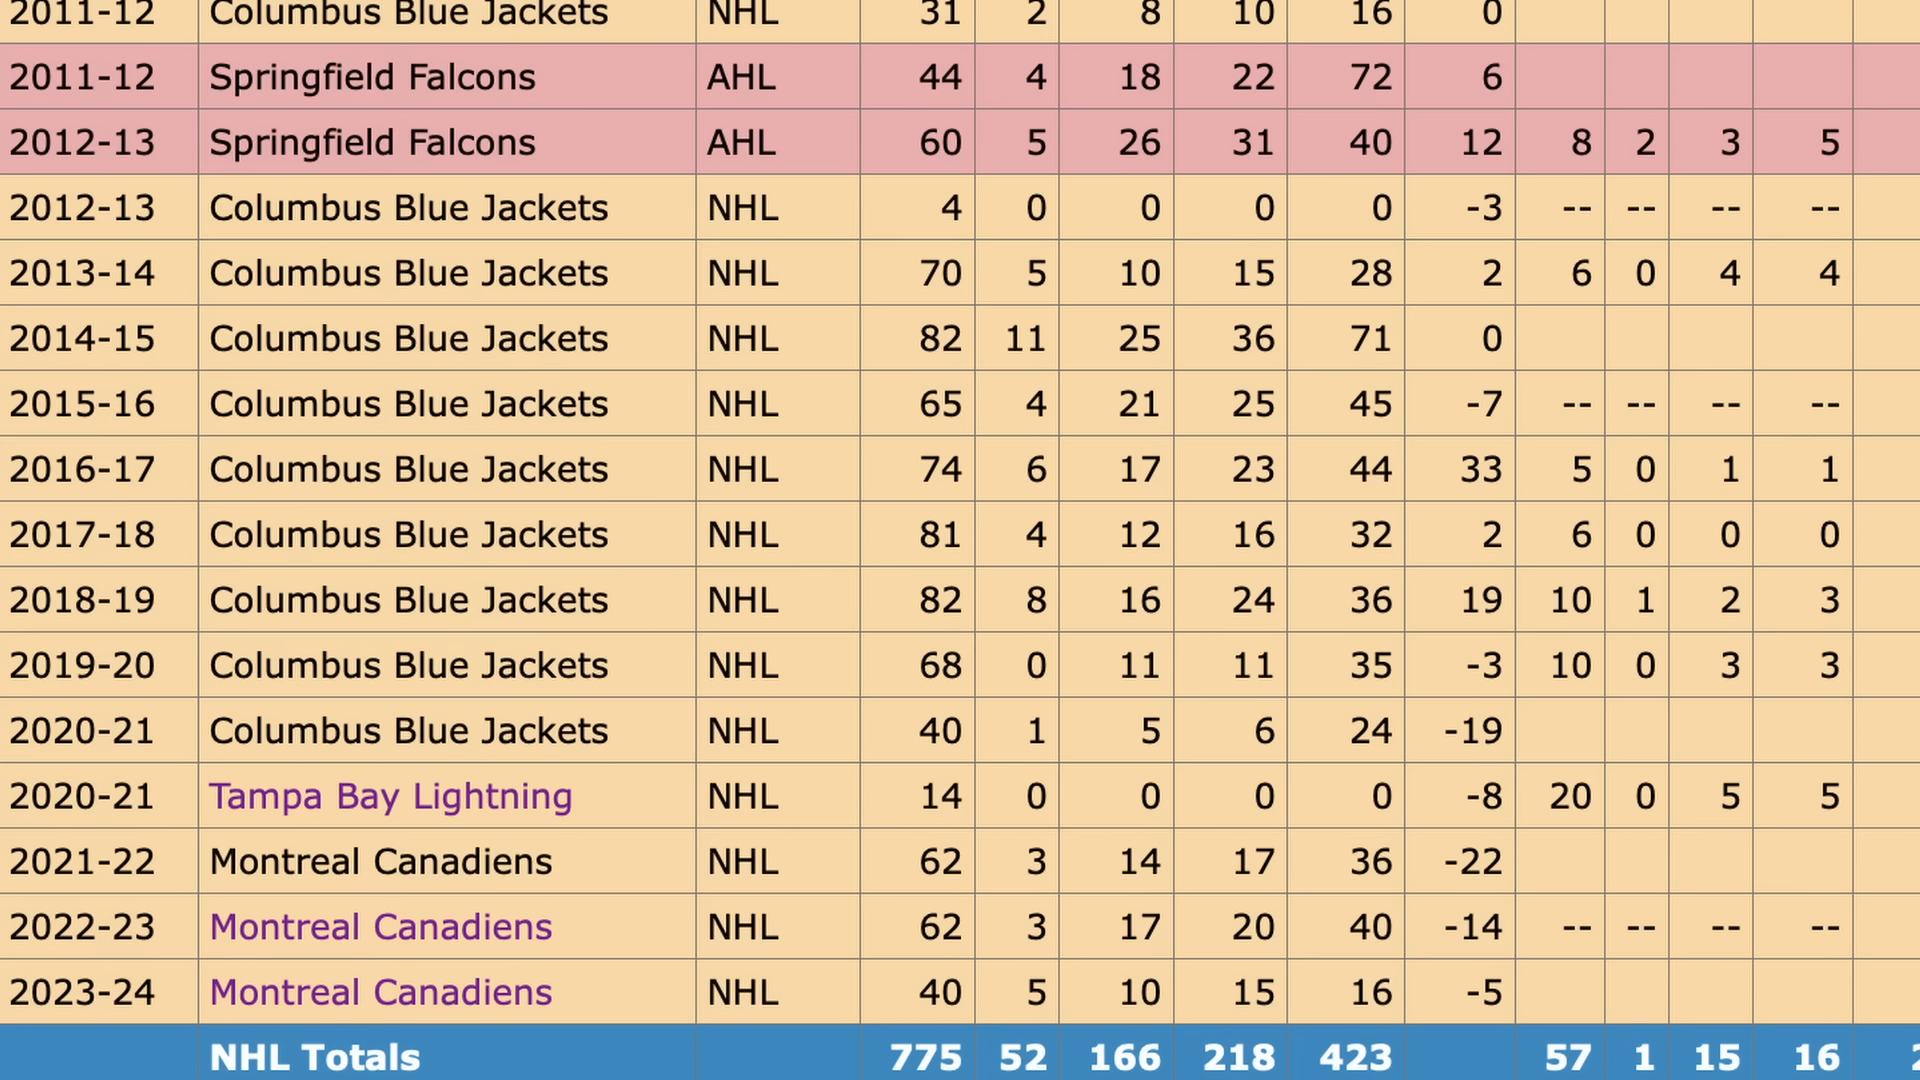 2011-12 Columbus Blue Jackets NHL 31 2 8 10 16 0
2011-12 Springfield Falcons AHL 44 4 18 22 72 6
2012-13 Springfield Falcons AHL 60 5 26 31 40 12 8 2 3 5
2012-13 Columbus Blue Jackets NHL 4 0 0 0 0 -3 -- -- -- --
2013-14 Columbus Blue Jackets NHL 70 5 10 15 28 2 6 0 4 4
2014-15 Columbus Blue Jackets NHL 82 11 25 36 71 0
2015-16 Columbus Blue Jackets NHL 65 4 21 25 45 -7 -- -- -- --
2016-17 Columbus Blue Jackets NHL 74 6 17 23 44 33 5 0 1 1
2017-18 Columbus Blue Jackets NHL 81 4 12 16 32 2 6 0 0 0
2018-19 Columbus Blue Jackets NHL 82 8 16 24 36 19 10 1 2 3
2019-20 Columbus Blue Jackets NHL 68 0 11 11 35 -3 10 0 3 3
2020-21 Columbus Blue Jackets NHL 40 1 5 6 24 -19
2020-21 Tampa Bay Lightning NHL 14 0 0 0 0 -8 20 0 5 5
2021-22 Montreal Canadiens NHL 62 3 14 17 36 -22
2022-23 Montreal Canadiens NHL 62 3 17 20 40 -14 -- -- -- --
2023-24 Montreal Canadiens NHL 40 5 10 15 16 -5
NHL Totals 775 52 166 218 423 57 1 15 16